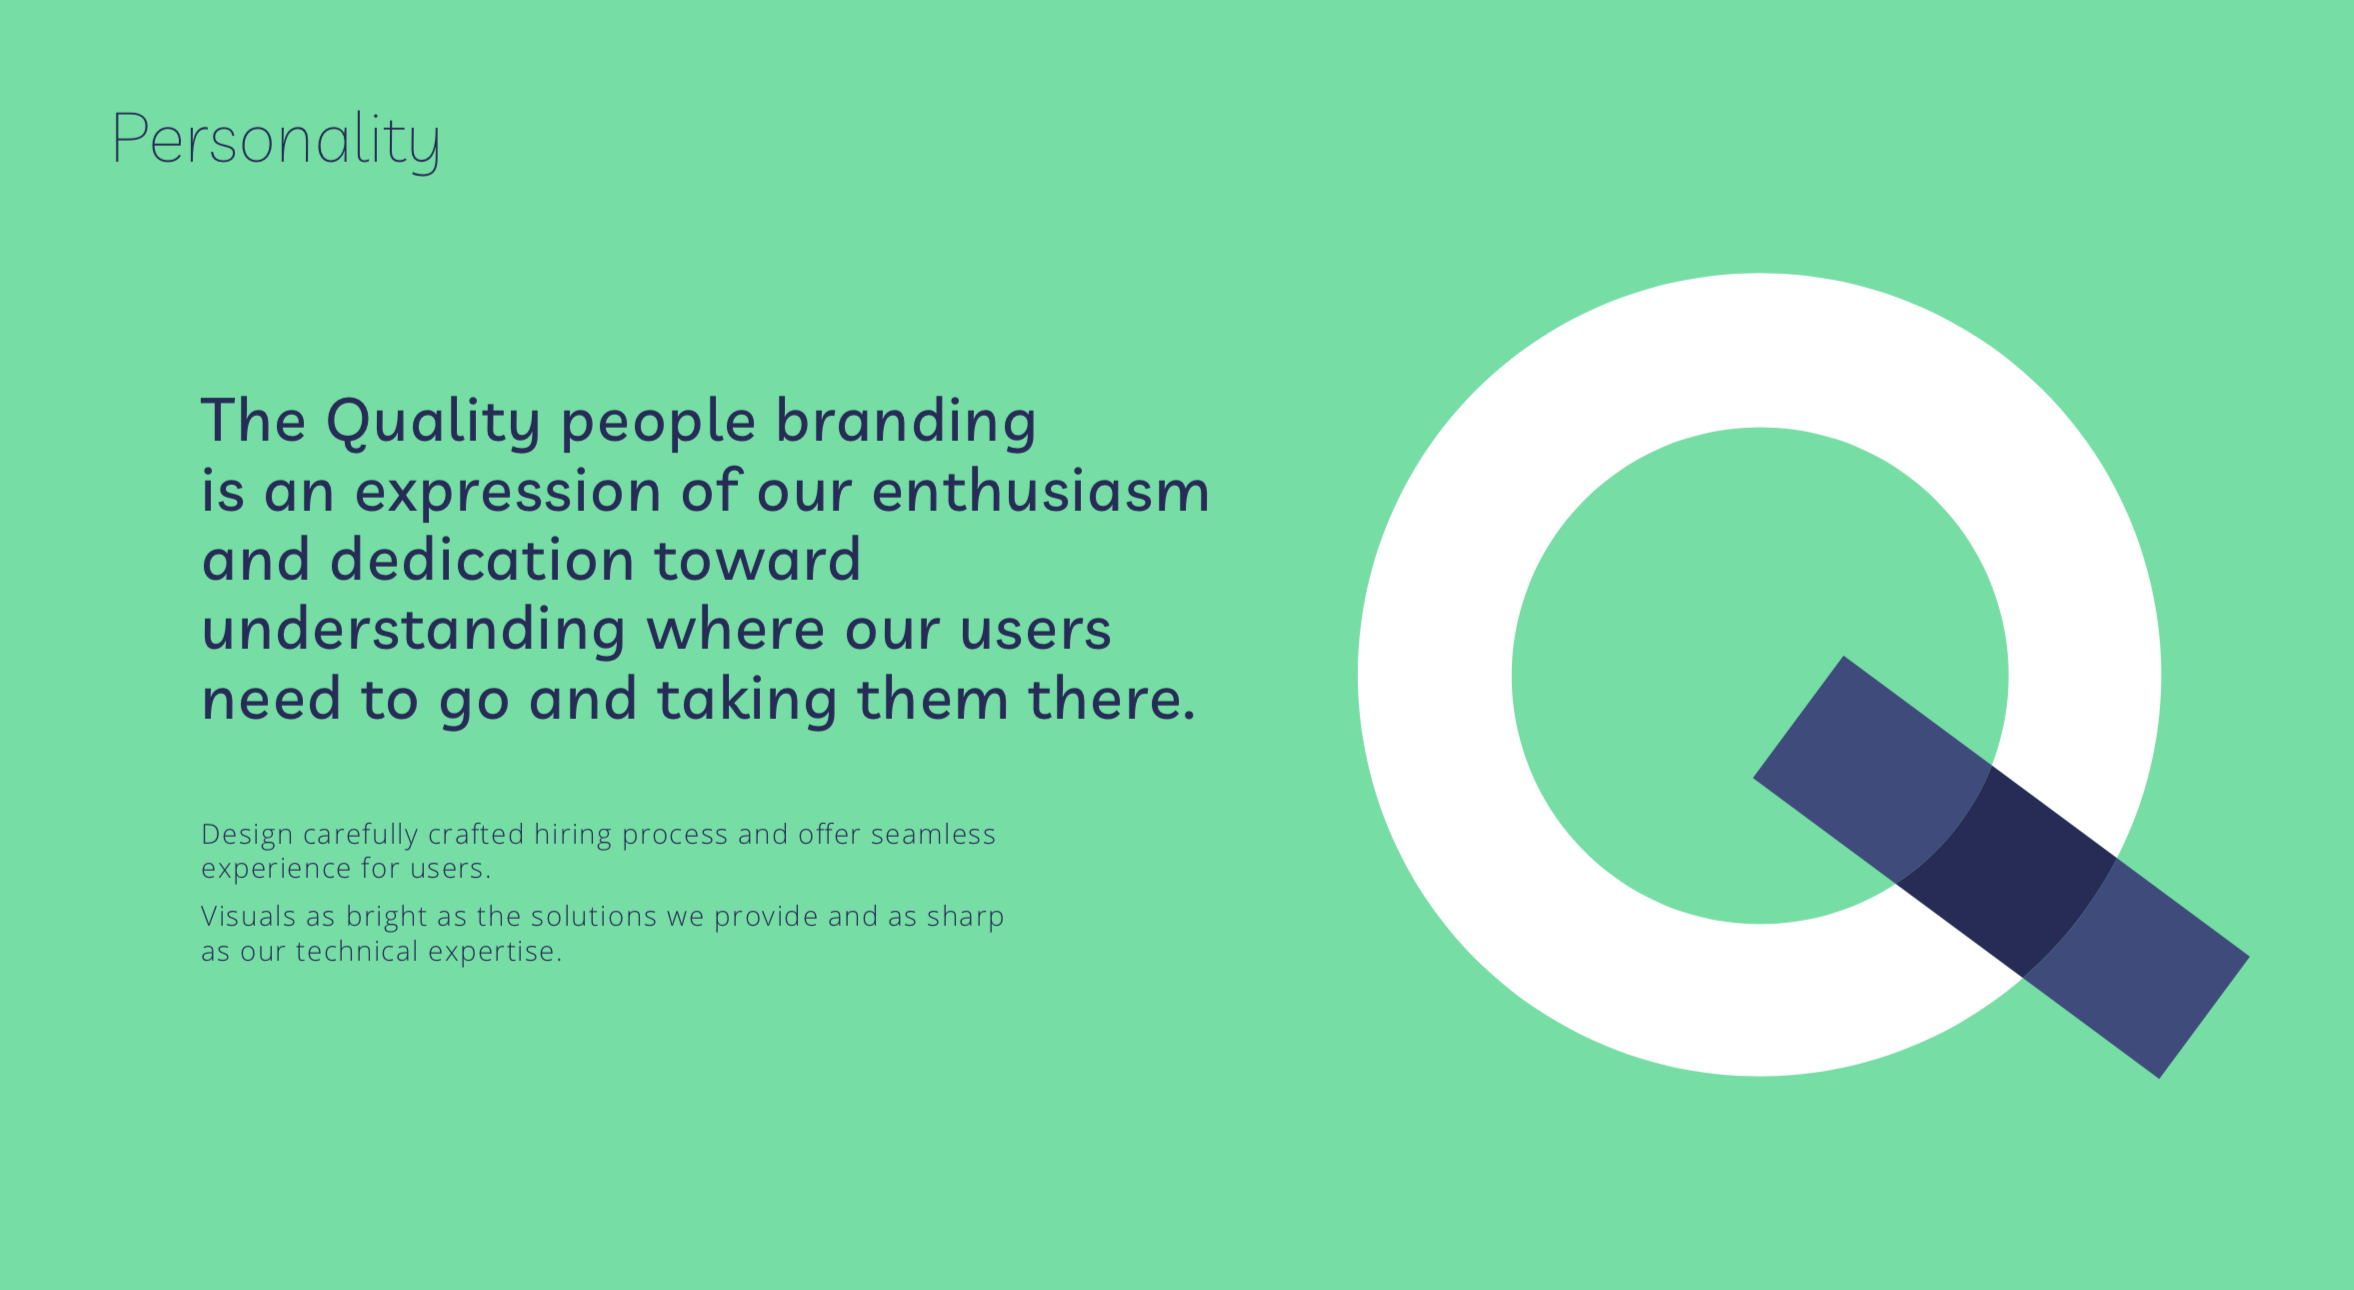 Personality
The Quality people branding
is an expression of our enthusiasm
and dedication toward
understanding where our users
need to go and taking them there.
Design carefully crafted hiring process and offer seamless
experience for users.
Visuals as bright as the solutions we provide and as sharp
as our technical expertise.
Q